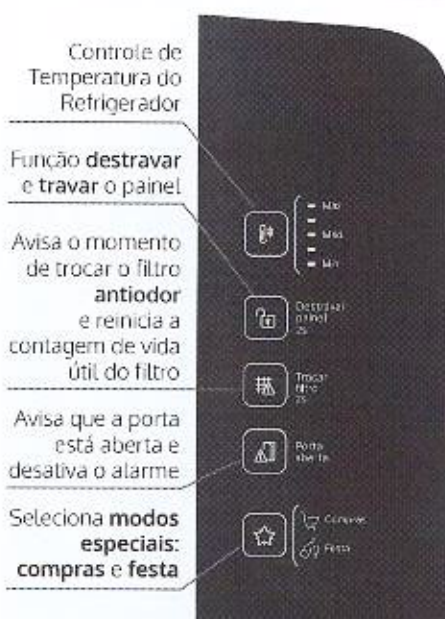 Controle de
Temperatura do
Refrigerador
Função destravar
e travar o painel
Avisa o momento
de trocar o filtro
antiodor
e reinicia a
contagem de vida
útil do filtro
Avisa que a porta
está aberta e
desativa o alarme
Seleciona modos
especiais:
compras e festa
Máx
Méd
Mín
Destravar
painel
2s
Trocar
filtro
2s
Porta
aberta
Compras
Festa